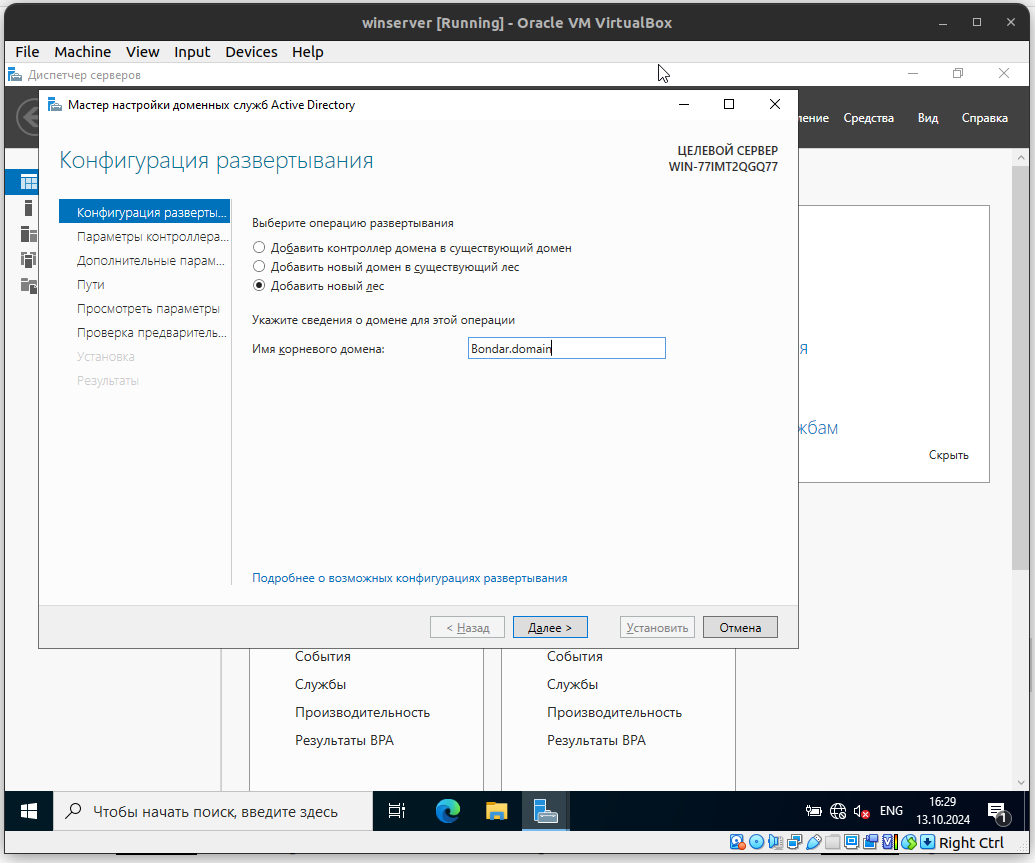 winserver [Running] - Oracle VM VirtualBox
File Machine View Input Devices Help
Диспетчер серверов
Средства Вид Справка
Мастер настройки доменных служб Active Directory
Конфигурация развертывания
ЦЕЛЕВОЙ СЕРВЕР
WIN-77IMT2QGQ77
Конфигурация разверты...
Параметры контроллера...
Дополнительные парам...
Пути
Просмотреть параметры
Проверка предваритель...
Установка
Результаты
Выберите операцию развертывания
Добавить контроллер домена в существующий домен
Добавить новый домен в существующий лес
Добавить новый лес
Укажите сведения о домене для этой операции
Имя корневого домена:
Bondar.domain
Подробнее о возможных конфигурациях развертывания
< Назад
Далее >
Установить
Отмена
Скрыть
События
Службы
Производительность
Результаты BPA
События
Службы
Производительность
Результаты BPA
Чтобы начать поиск, введите здесь
ENG
16:29
13.10.2024
1
Right Ctrl